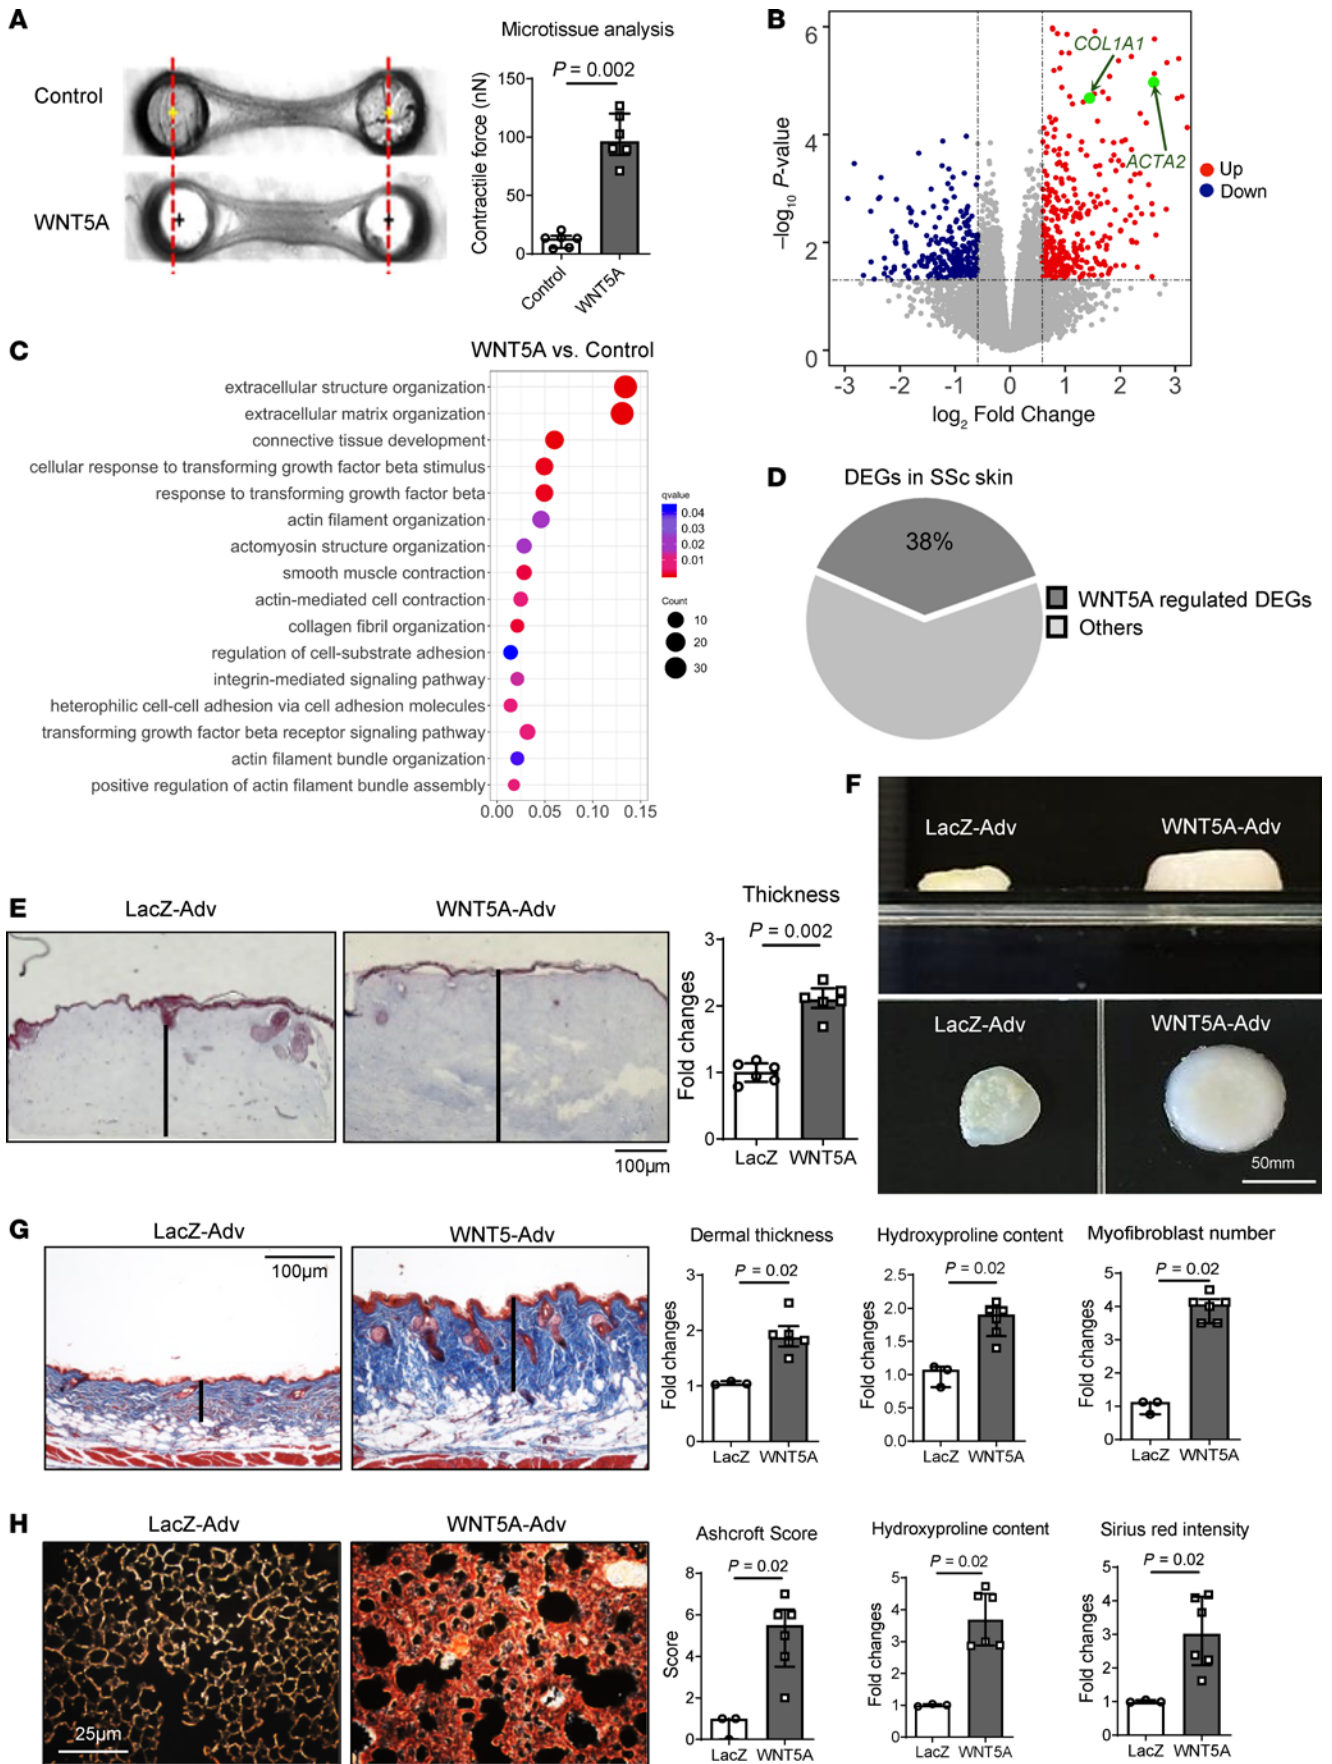 A
Microtissue analysis
Control
WNT5A
P = 0.002
Contractile force (nN)
150
100
50
0
Control
WNT5A
B
6
4
2
0
–log10 P-value
COL1A1
ACTA2
Up
Down
-3
-2
-1
0
1
2
3
log2 Fold Change
C
WNT5A vs. Control
extracellular structure organization
extracellular matrix organization
connective tissue development
cellular response to transforming growth factor beta stimulus
response to transforming growth factor beta
actin filament organization
actomyosin structure organization
smooth muscle contraction
actin-mediated cell contraction
collagen fibril organization
regulation of cell-substrate adhesion
integrin-mediated signaling pathway
heterophilic cell-cell adhesion via cell adhesion molecules
transforming growth factor beta receptor signaling pathway
actin filament bundle organization
positive regulation of actin filament bundle assembly
0.00
0.05
0.10
0.15
qvalue
0.04
0.03
0.02
0.01
Count
10
20
30
D
DEGs in SSc skin
38%
WNT5A regulated DEGs
Others
E
LacZ-Adv
WNT5A-Adv
100µm
Thickness
P = 0.002
Fold changes
3
2
1
0
LacZ
WNT5A
F
LacZ-Adv
WNT5A-Adv
LacZ-Adv
WNT5A-Adv
50mm
G
LacZ-Adv
WNT5-Adv
100µm
Dermal thickness
P = 0.02
Fold changes
3
2
1
0
LacZ WNT5A
Hydroxyproline content
P = 0.02
Fold changes
2.5
2.0
1.5
1.0
0.5
0.0
LacZ WNT5A
Myofibroblast number
P = 0.02
Fold changes
5
4
3
2
1
0
LacZ WNT5A
H
LacZ-Adv
WNT5A-Adv
25µm
Ashcroft Score
P = 0.02
Score
8
6
4
2
0
LacZ WNT5A
Hydroxyproline content
P = 0.02
Fold changes
5
4
3
2
1
0
LacZ WNT5A
Sirius red intensity
P = 0.02
Fold changes
5
4
3
2
1
0
LacZ WNT5A